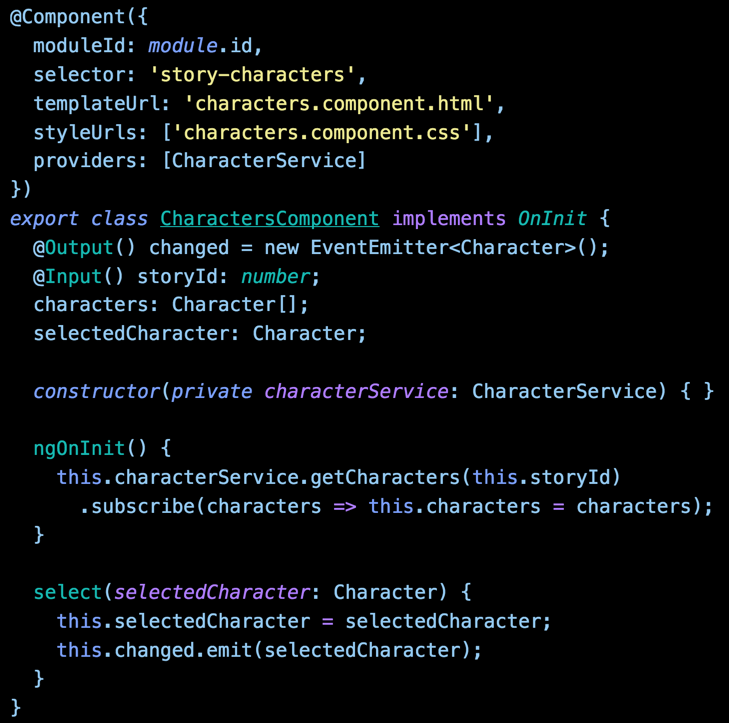 @Component({
  moduleId: module.id,
  selector: 'story-characters',
  templateUrl: 'characters.component.html',
  styleUrls: ['characters.component.css'],
  providers: [CharacterService]
})
export class CharactersComponent implements OnInit {
  @Output() changed = new EventEmitter<Character>();
  @Input() storyId: number;
  characters: Character[];
  selectedCharacter: Character;

  constructor(private characterService: CharacterService) { }

  ngOnInit() {
    this.characterService.getCharacters(this.storyId)
      .subscribe(characters => this.characters = characters);
  }

  select(selectedCharacter: Character) {
    this.selectedCharacter = selectedCharacter;
    this.changed.emit(selectedCharacter);
  }
}